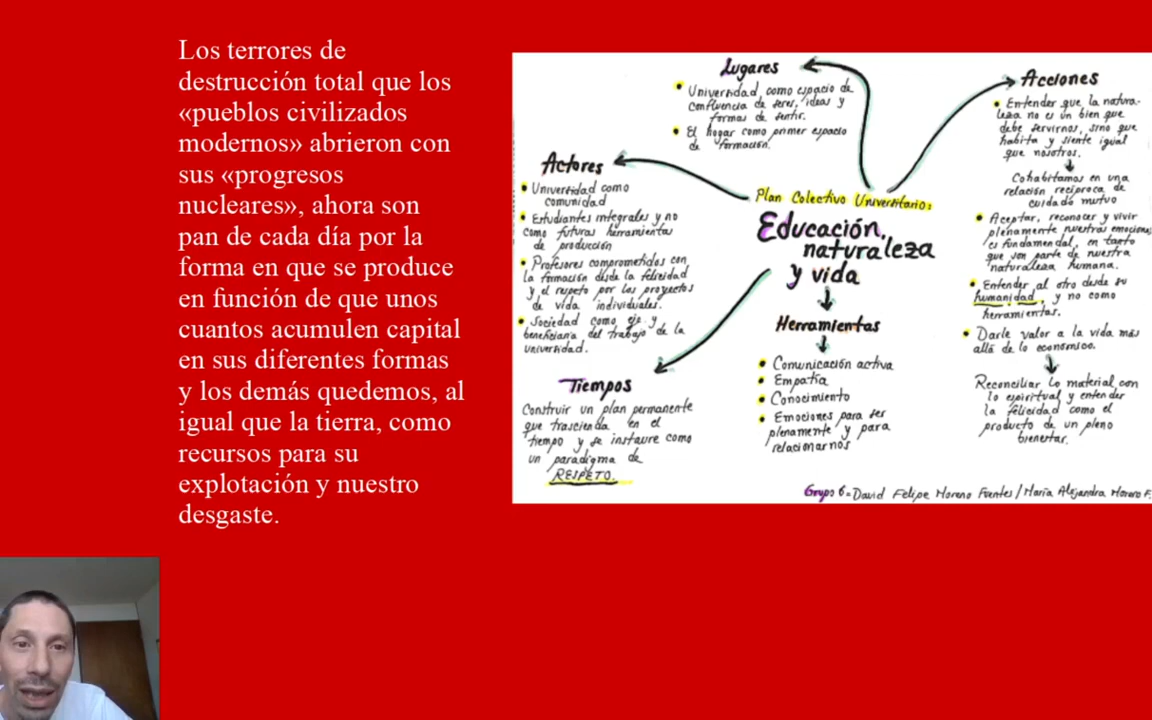 Los terrores de
destrucción total que los
«pueblos civilizados
modernos» abrieron con
sus «progresos
nucleares», ahora son
pan de cada día por la
forma en que se produce
en función de que unos
cuantos acumulen capital
en sus diferentes formas
y los demás quedemos, al
igual que la tierra, como
recursos para su
explotación y nuestro
desgaste.
Lugares
Universidad como espacio de
confluencia de seres, ideas y
formas de sentir.
El hogar como primer espacio
de formación.
Acciones
Entender que la natura-
leza no es un bien que
debe servirnos, sino que
habita y siente igual
que nosotros.
Cohabitamos en una
relación recíproca de
cuidado mutuo
Aceptar, reconocer y vivir
plenamente nuestras emociones
es fundamental, en tanto
que son parte de nuestra
naturaleza humana.
Entender al otro desde su
humanidad, y no como
herramientas.
Darle valor a la vida más
allá de lo económico.
Reconciliar lo material con
lo espiritual y entender
la felicidad como el
producto de un pleno
bienestar.
Actores
Universidad como
comunidad
Estudiantes integrales y no
como futuras herramientas
de producción
Profesores comprometidos con
la formación desde la felicidad
y el respeto por los proyectos
de vida individuales.
Sociedad como eje y
beneficiaria del trabajo de la
universidad.
Plan Colectivo Universitario:
Educación,
naturaleza
y vida
Herramientas
Comunicación activa
Empatía
Conocimiento
Emociones para ser
plenamente y para
relacionarnos
Tiempos
Construir un plan permanente
que trascienda en el
tiempo y se instaure como
un paradigma de
RESPETO.
Grupo 6= David Felipe Moreno Fuentes / María Alejandra Moreno F.